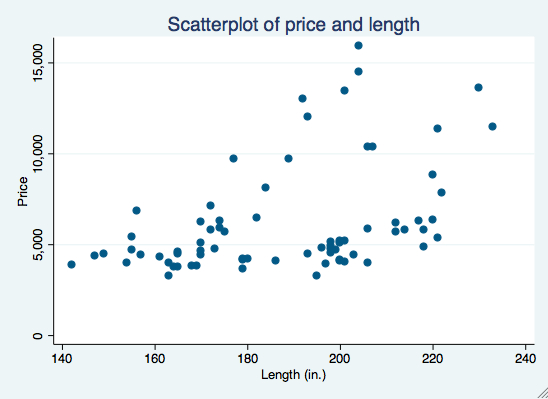 Scatterplot of price and length
15,000
10,000
5,000
0
Price
140 160 180 200 220 240
Length (in.)